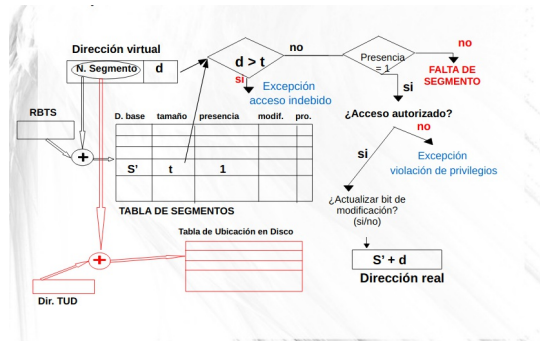 Dirección virtual
N. Segmento
d
d > t
no
si
Excepción
acceso indebido
Presencia
= 1
no
FALTA DE
SEGMENTO
si
¿Acceso autorizado?
no
si
Excepción
violación de privilegios
RBTS
+
D. base tamaño presencia modif. pro.
S' t 1
TABLA DE SEGMENTOS
¿Actualizar bit de
modificación?
(si/no)
S' + d
Dirección real
Tabla de Ubicación en Disco
+
Dir. TUD